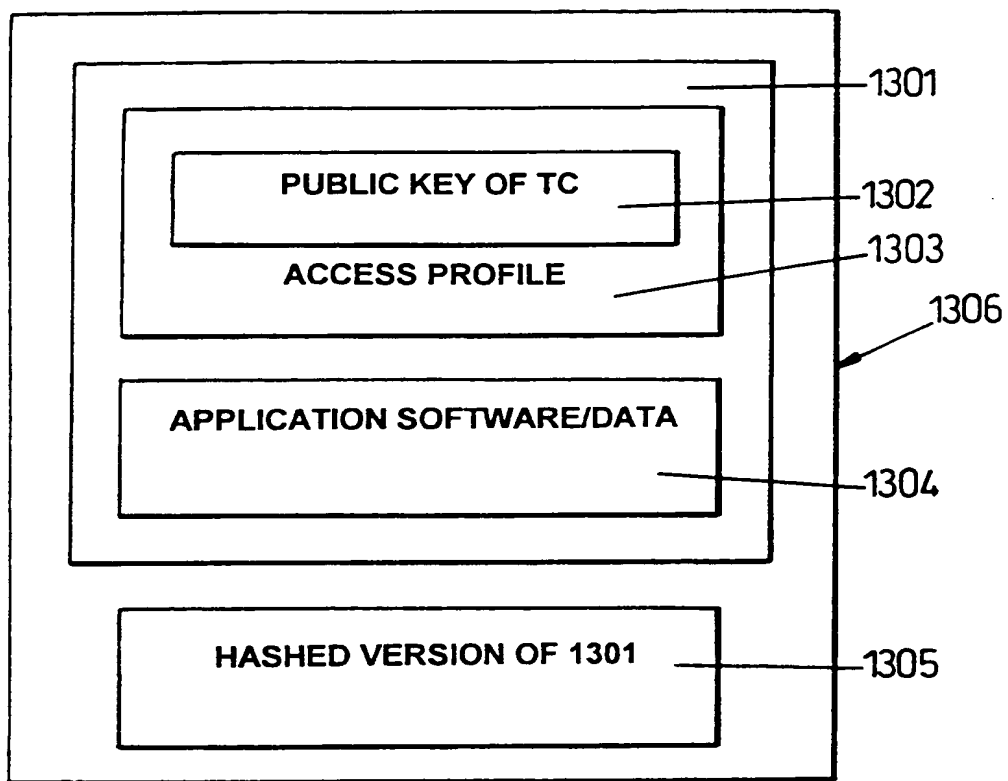 1301
PUBLIC KEY OF TC
1302
1303
ACCESS PROFILE
1306
APPLICATION SOFTWARE/DATA
1304
HASHED VERSION OF 1301
1305